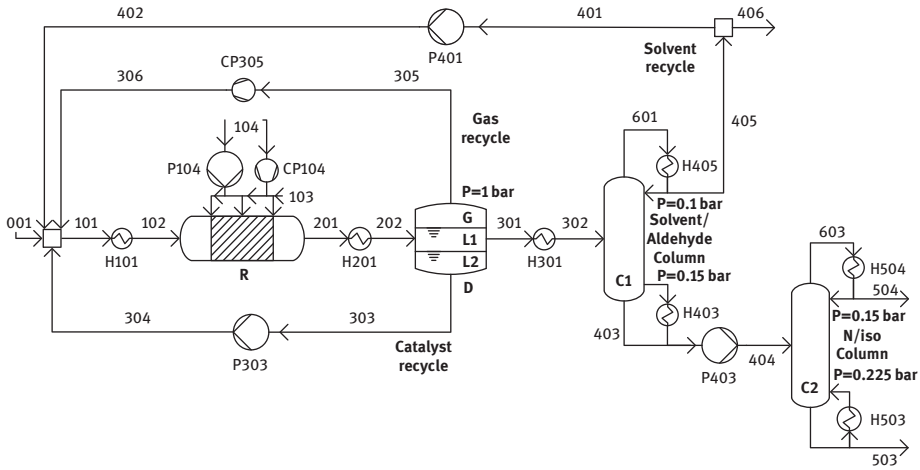 402
401
406
P401
Solvent
recycle
CP305
306
305
405
104
Gas
recycle
601
P104
CP104
H405
103
P=1 bar
P=0.1 bar
001
101
102
201
202
G
301
302
Solvent/
Aldehyde
Column
L1
603
H101
H201
H301
P=0.15 bar
L2
H504
R
D
C1
504
H403
P=0.15 bar
304
303
403
N/iso
Column
P303
Catalyst
recycle
P403
404
P=0.225 bar
C2
H503
503